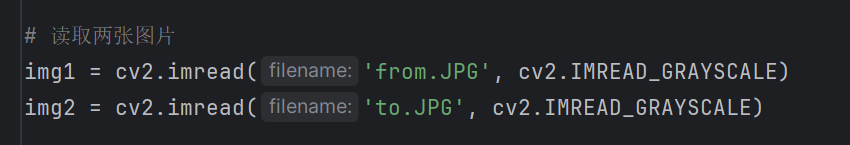 # 读取两张图片
img1 = cv2.imread( filename: 'from.JPG', cv2.IMREAD_GRAYSCALE)
img2 = cv2.imread( filename: 'to.JPG', cv2.IMREAD_GRAYSCALE)